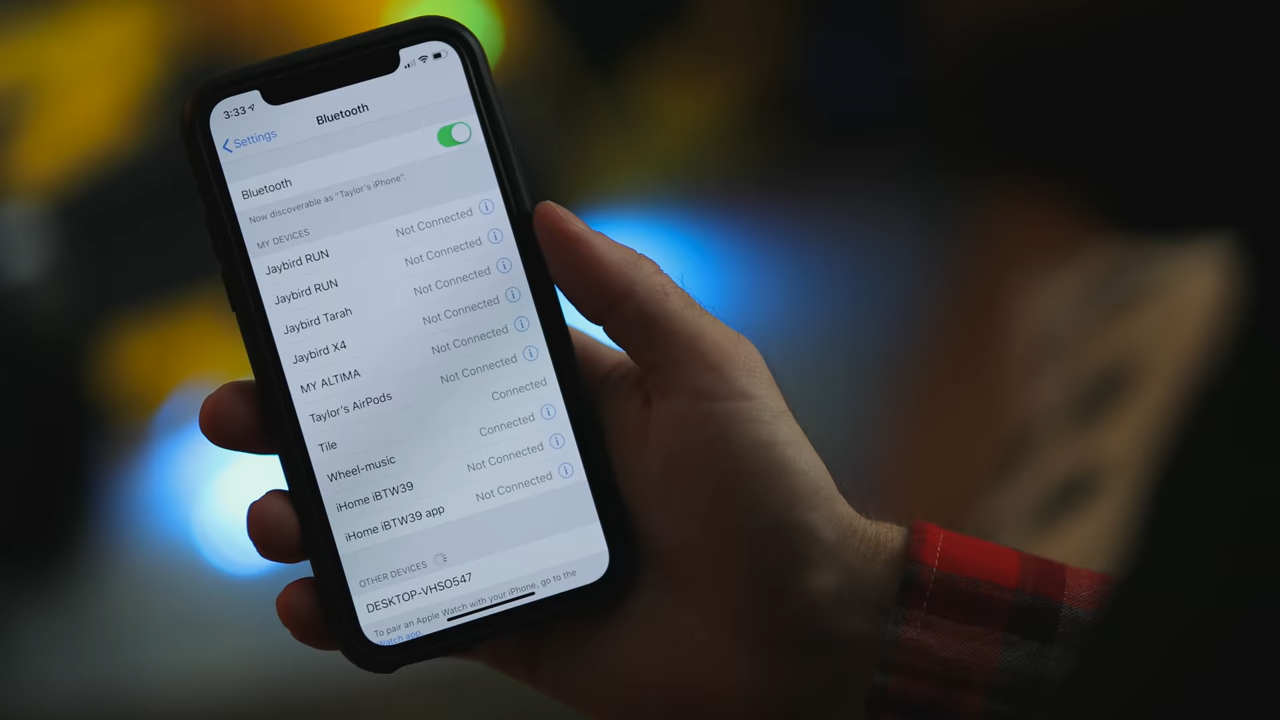 3:33
Settings
Bluetooth
Bluetooth
Now discoverable as "Taylor's iPhone".
MY DEVICES
Jaybird RUN Not Connected
Jaybird RUN Not Connected
Jaybird Tarah Not Connected
Jaybird X4 Not Connected
MY ALTIMA Not Connected
Taylor's AirPods Not Connected
Tile Connected
Wheel-music Connected
iHome iBTW39 Not Connected
iHome iBTW39 app Not Connected
OTHER DEVICES
DESKTOP-VHSO547
To pair an Apple Watch with your iPhone, go to the
Watch app.